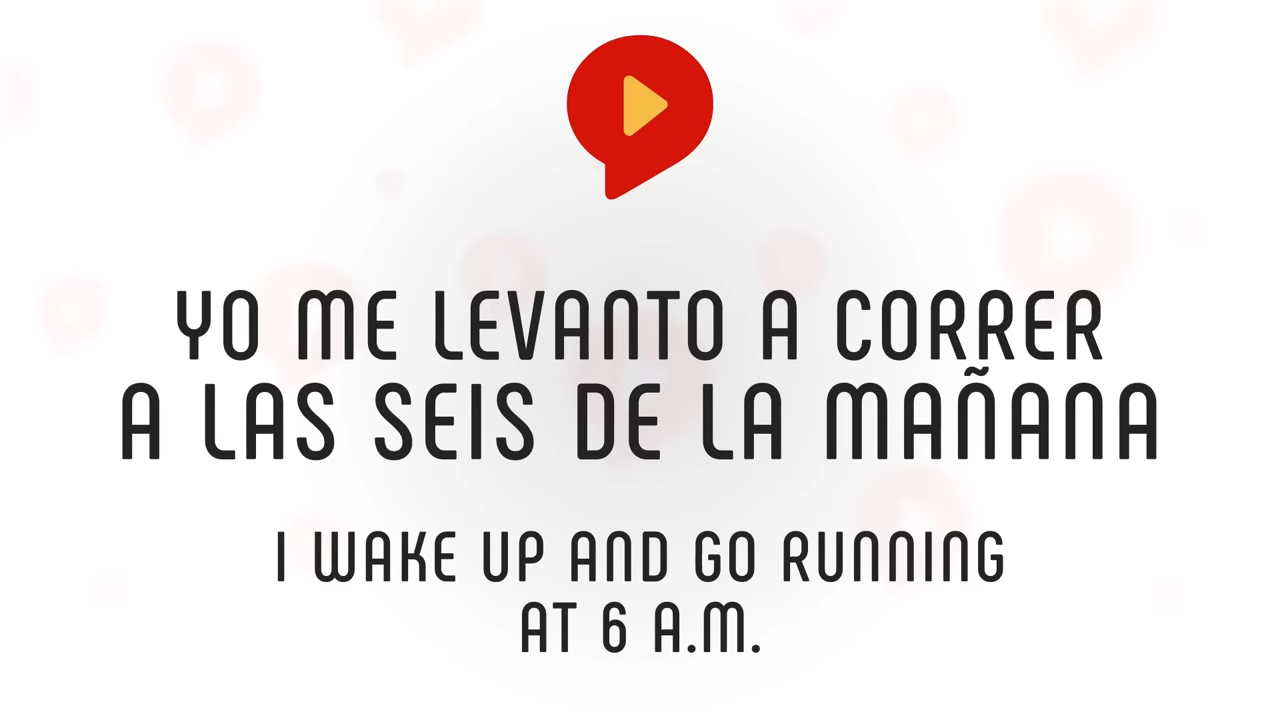 YO ME LEVANTO A CORRER
A LAS SEIS DE LA MAÑANA
I WAKE UP AND GO RUNNING
AT 6 A.M.